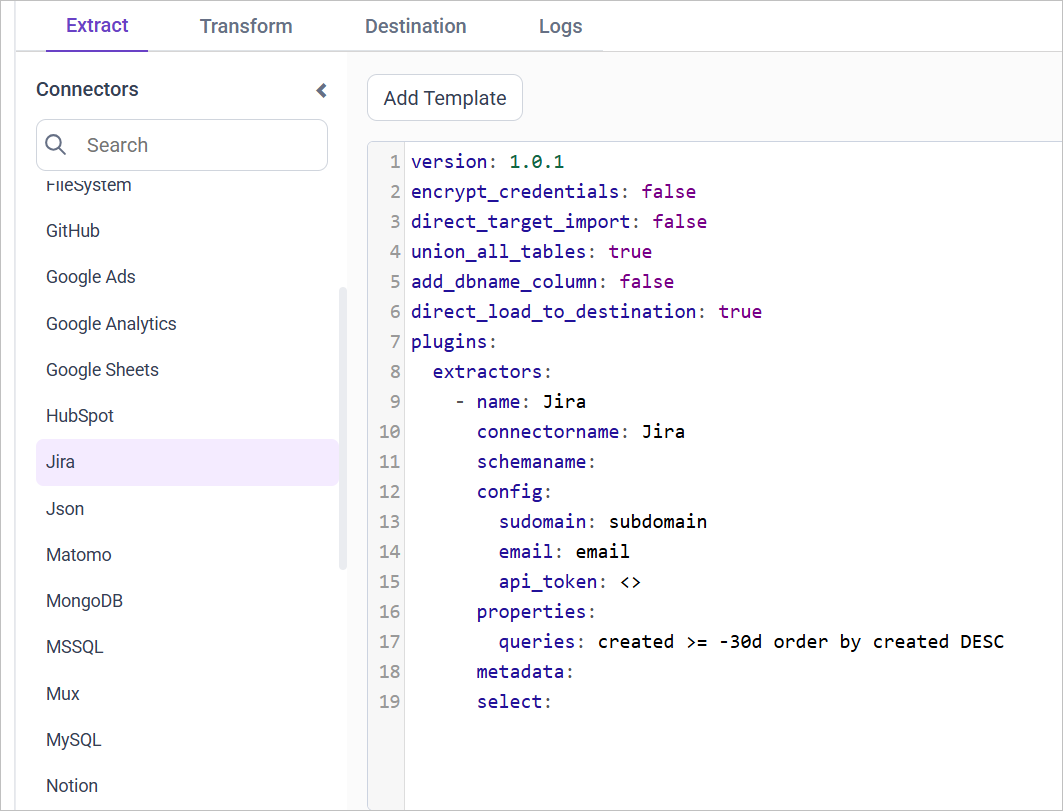 Extract Transform Destination Logs
Connectors
Search
FileSystem
GitHub
Google Ads
Google Analytics
Google Sheets
HubSpot
Jira
Json
Matomo
MongoDB
MSSQL
Mux
MySQL
Notion
Add Template
1 version: 1.0.1
2 encrypt_credentials: false
3 direct_target_import: false
4 union_all_tables: true
5 add_dbname_column: false
6 direct_load_to_destination: true
7 plugins:
8 extractors:
9 - name: Jira
10 connectorname: Jira
11 schemaname:
12 config:
13 sudomain: subdomain
14 email: email
15 api_token: <>
16 properties:
17 queries: created >= -30d order by created DESC
18 metadata:
19 select: